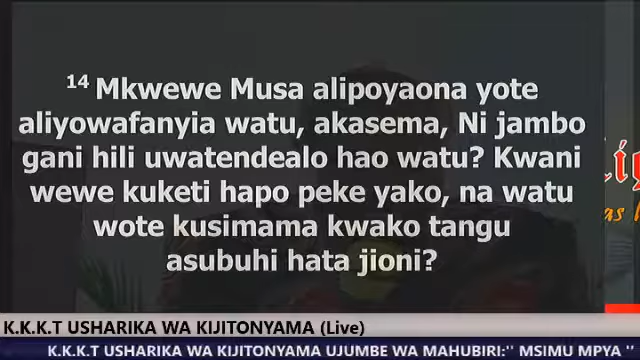 14 Mkwewe Musa alipoyaona yote
aliyowafanyia watu, akasema, Ni jambo
gani hili uwatendealo hao watu? Kwani
wewe kuketi hapo peke yako, na watu
wote kusimama kwako tangu
asubuhi hata jioni?
K.K.K.T USHARIKA WA KIJITONYAMA (Live)
K.K.K.T USHARIKA WA KIJITONYAMA UJUMBE WA MAHUBIRI:'' MSIMU MPYA ''